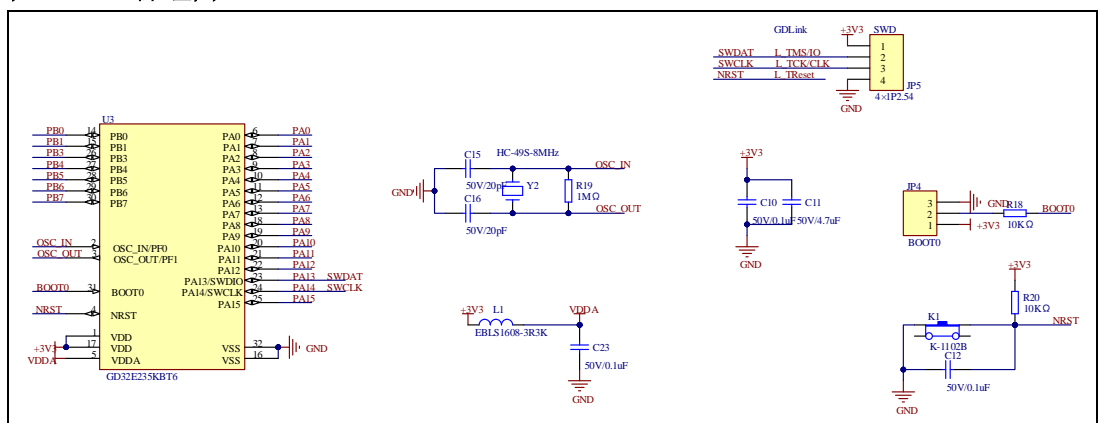 GDLink
+3V3
SWD
SWDAT L_TMS/IO 1
SWCLK L_TCK/CLK 2
NRST L_TReset 3
4
JP5
4×1P2.54
GND
U3
PB0 14 PB0 PA0 6 PA0
PB1 15 PB1 PA1 7 PA1
PB3 26 PB3 PA2 8 PA2
PB4 27 PB4 PA3 9 PA3
PB5 28 PB5 PA4 10 PA4
PB6 29 PB6 PA5 11 PA5
PB7 30 PB7 PA6 12 PA6
PA7 13 PA7
PA8 18 PA8
PA9 19 PA9
OSC_IN 2 OSC_IN/PF0 PA10 20 PA10
OSC_OUT 3 OSC_OUT/PF1 PA11 21 PA11
PA12 22 PA12
PA13/SWDIO 23 PA13 SWDAT
BOOT0 31 BOOT0 PA14/SWCLK 24 PA14 SWCLK
PA15 25 PA15
NRST 4 NRST
1 VDD
+3V3 17 VDD VSS 32 GND
VDDA 5 VDDA VSS 16
GD32E235KBT6
HC-49S-8MHz
C15
OSC_IN
50V/20pF
Y2
R19
1MΩ
GND
C16
OSC_OUT
50V/20pF
+3V3
C10
C11
50V/0.1uF
50V/4.7uF
GND
JP4
3 GND
2 R18 BOOT0
1 +3V3
10KΩ
BOOT0
+3V3 L1 VDDA
EBLS1608-3R3K
C23
50V/0.1uF
GND
+3V3
R20
10KΩ
K1
NRST
K-1102B
C12
50V/0.1uF
GND